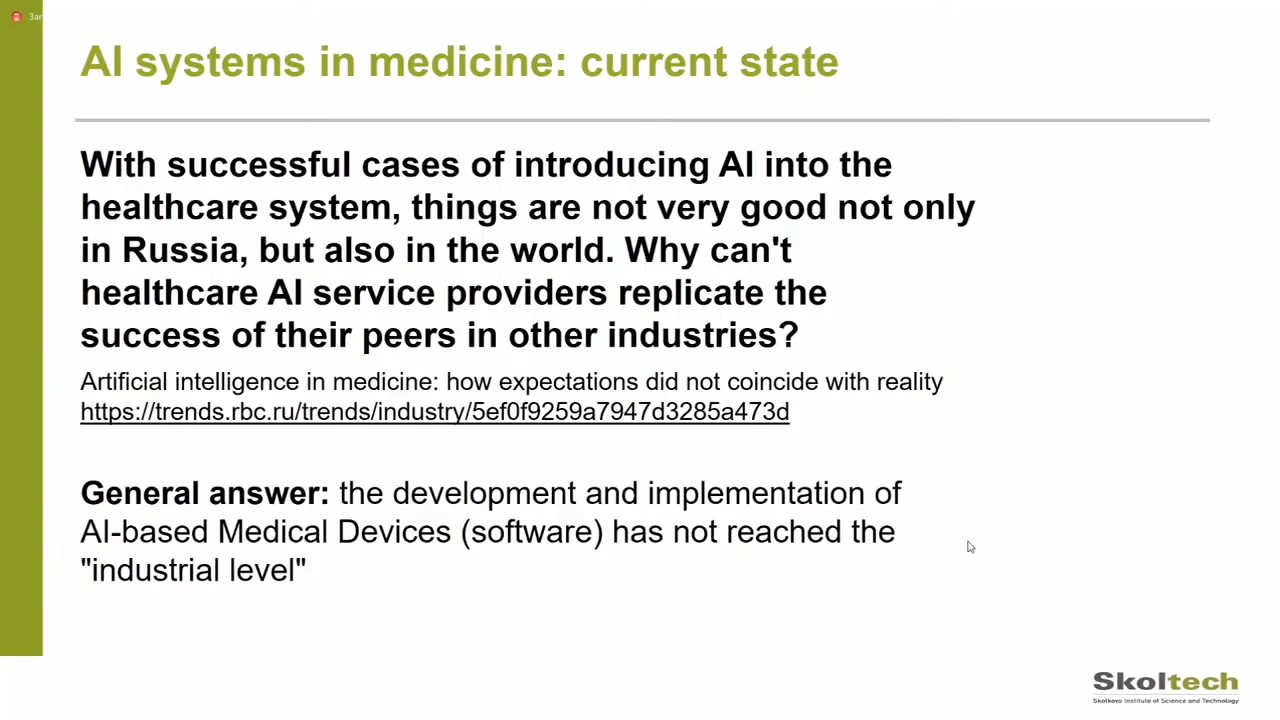 AI systems in medicine: current state
With successful cases of introducing AI into the
healthcare system, things are not very good not only
in Russia, but also in the world. Why can't
healthcare AI service providers replicate the
success of their peers in other industries?
Artificial intelligence in medicine: how expectations did not coincide with reality
https://trends.rbc.ru/trends/industry/5ef0f9259a7947d3285a473d
General answer: the development and implementation of
AI-based Medical Devices (software) has not reached the
"industrial level"
Skoltech
Skolkovo Institute of Science and Technology